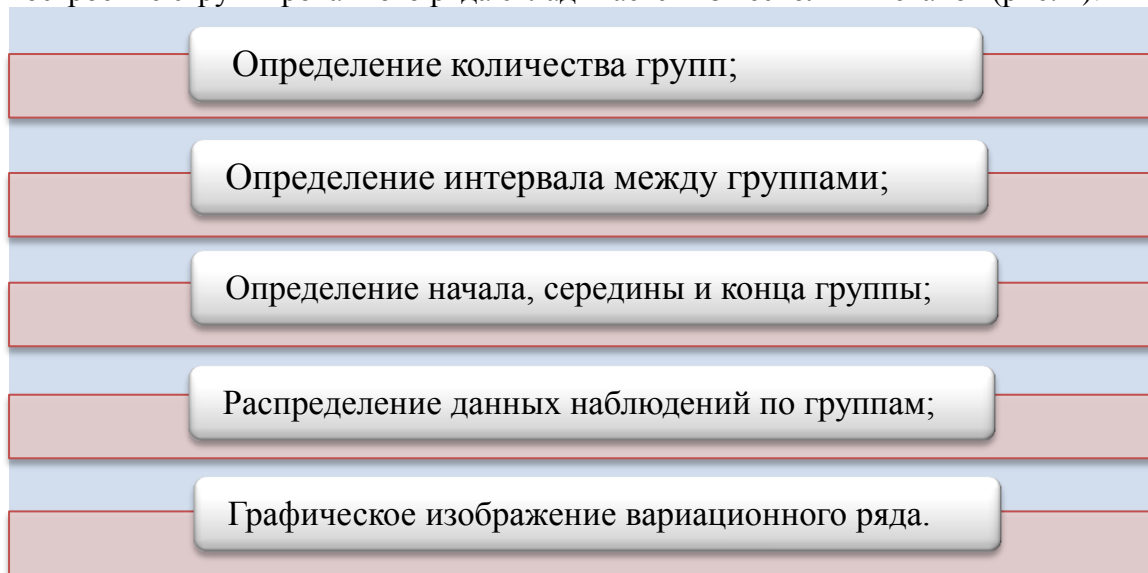 Определение количества групп;
Определение интервала между группами;
Определение начала, середины и конца группы;
Распределение данных наблюдений по группам;
Графическое изображение вариационного ряда.